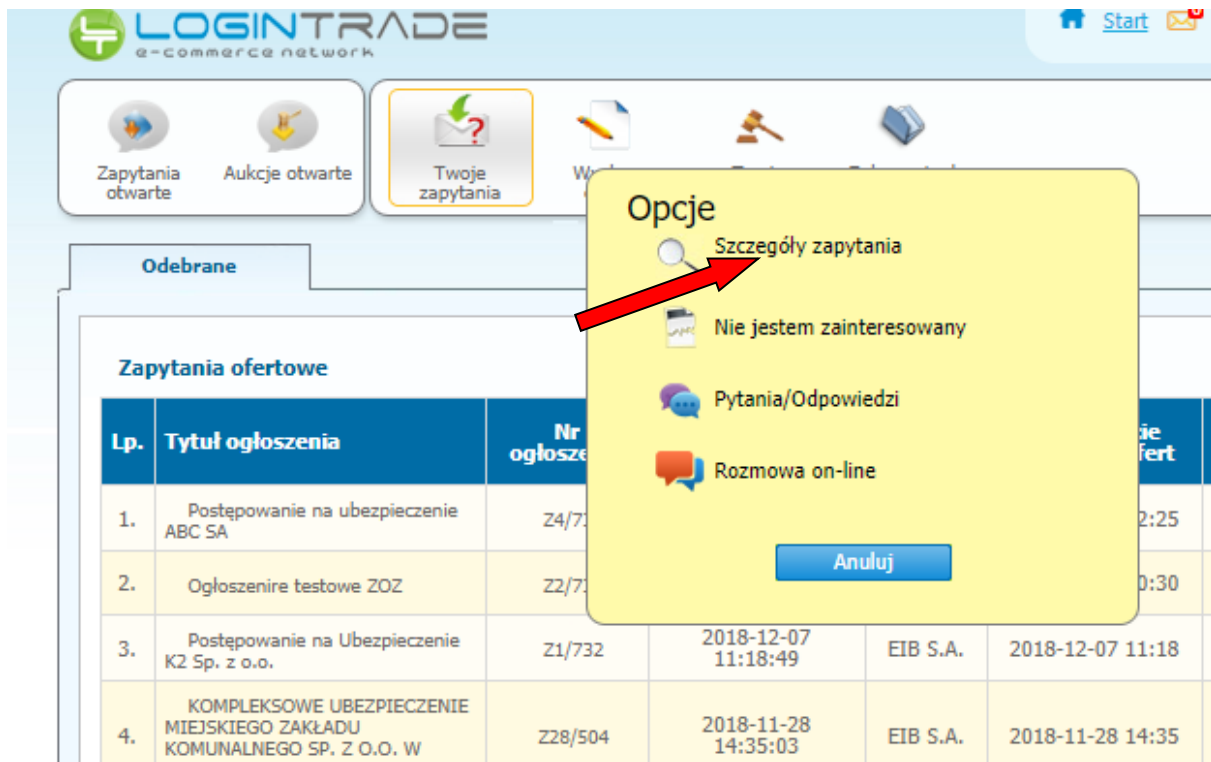 LOGINTRADE
e-commerce network
Start
Zapytania
otwarte
Aukcje otwarte
Twoje
zapytania
Odebrane
Opcje
Szczegóły zapytania
Nie jestem zainteresowany
Pytania/Odpowiedzi
Rozmowa on-line
Anuluj
Zapytania ofertowe
Lp.
Tytuł ogłoszenia
Nr
1.
Postępowanie na ubezpieczenie
ABC SA
2:25
2.
Ogłoszenire testowe ZOZ
0:30
3.
Postępowanie na Ubezpieczenie
K2 Sp. z o.o.
Z1/732
2018-12-07
11:18:49
EIB S.A.
2018-12-07 11:18
4.
KOMPLEKSOWE UBEZPIECZENIE
MIEJSKIEGO ZAKŁADU
KOMUNALNEGO SP. Z O.O. W
Z28/504
2018-11-28
14:35:03
EIB S.A.
2018-11-28 14:35